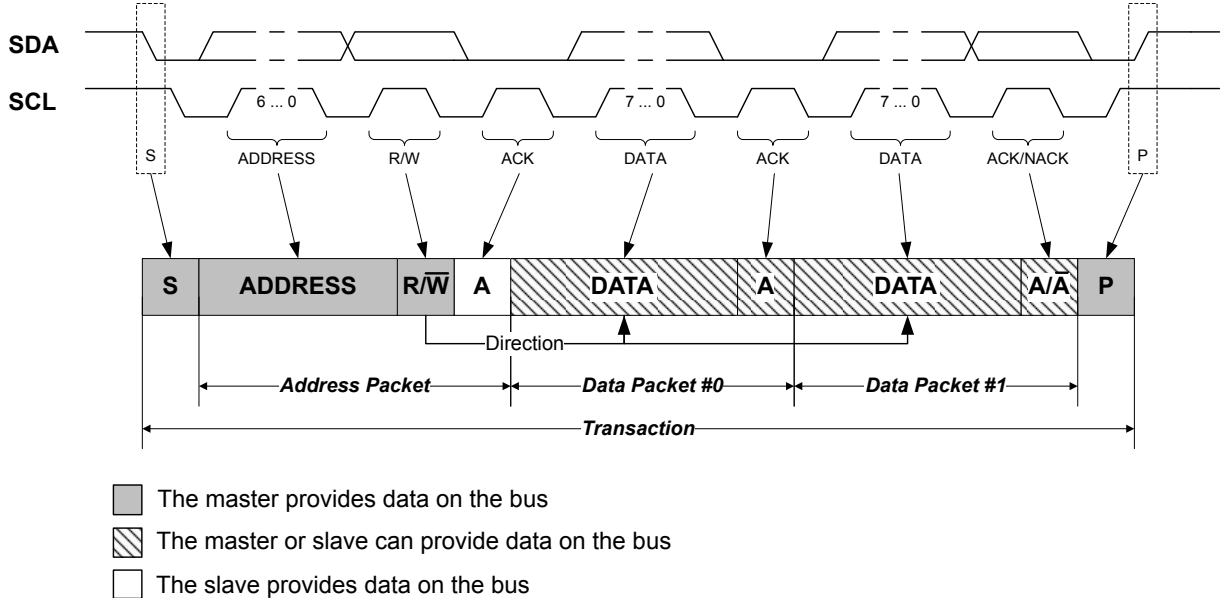 SDA
SCL
6 ... 0
7 ... 0
7 ... 0
S
ADDRESS
R/W
ACK
DATA
ACK
DATA
ACK/NACK
P
S
ADDRESS
R/W̅
A
DATA
A
DATA
A/A̅
P
Direction
Address Packet
Data Packet #0
Data Packet #1
Transaction
The master provides data on the bus
The master or slave can provide data on the bus
The slave provides data on the bus